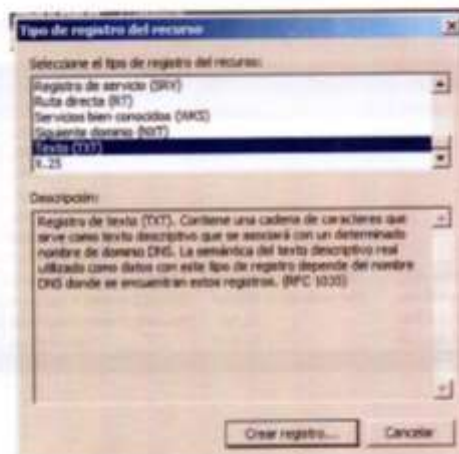 Tipo de registro del recurso
Seleccione el tipo de registro del recurso:
Registro de servicio (SRV)
Ruta directa (RT)
Servicios bien conocidos (WKS)
Siguiente dominio (NXT)
Texto (TXT)
X.25
Descripción:
Registro de texto (TXT). Contiene una cadena de caracteres que
sirve como texto descriptivo que se asociará con un determinado
nombre de dominio DNS. La semántica del texto descriptivo real
utilizado como datos con este tipo de registro depende del nombre
DNS donde se encuentran estos registros. (RFC 1035)
Crear registro...
Cancelar